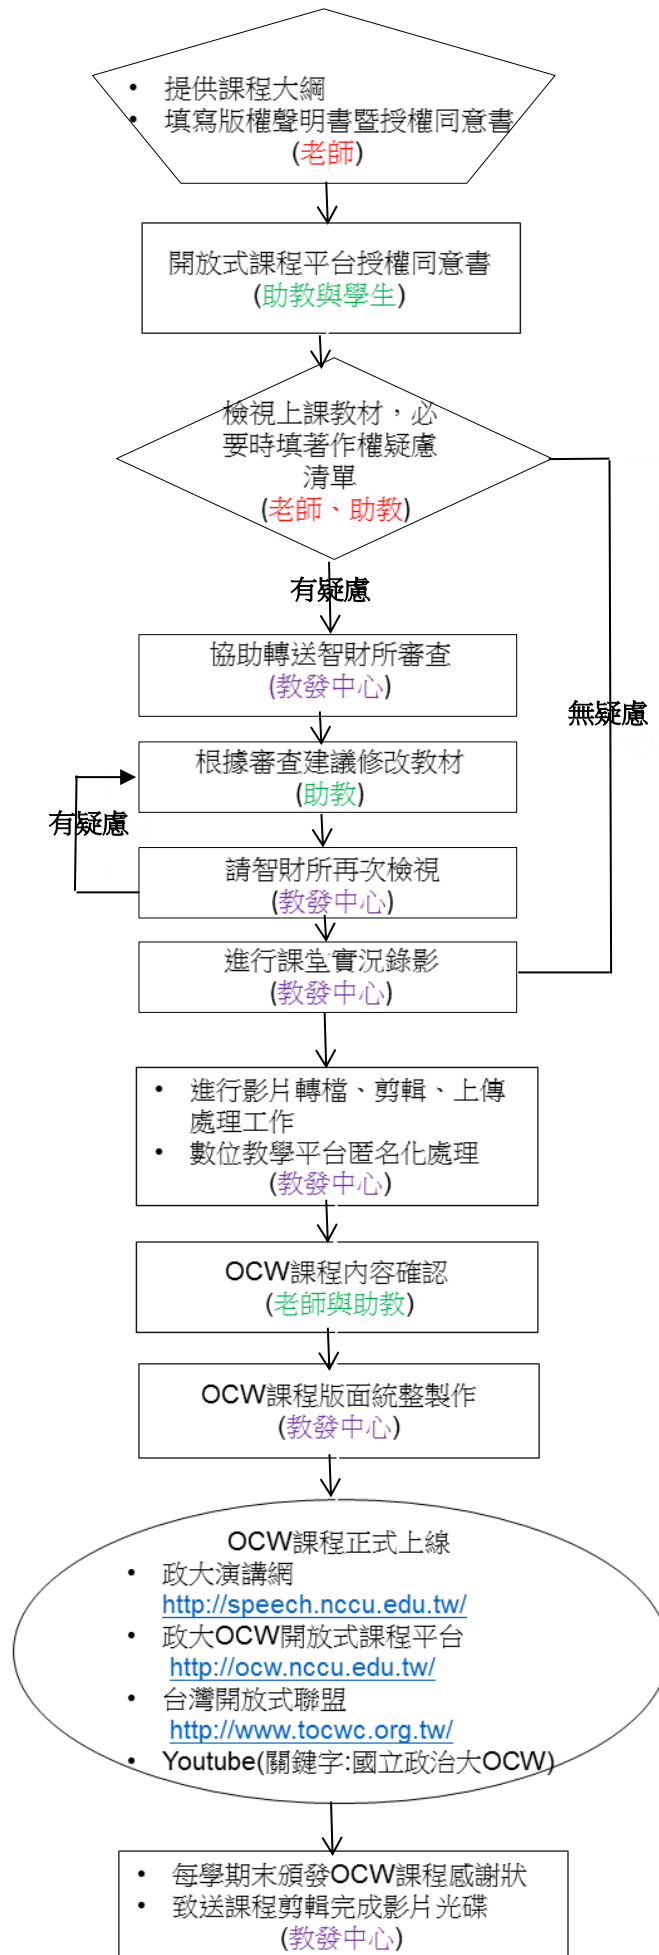 • 提供課程大綱
• 填寫版權聲明書暨授權同意書
(老師)
開放式課程平台授權同意書
(助教與學生)
檢視上課教材，必
要時填著作權疑慮
清單
(老師、助教)
有疑慮
協助轉送智財所審查
(教發中心)
無疑慮
根據審查建議修改教材
(助教)
有疑慮
請智財所再次檢視
(教發中心)
進行課堂實況錄影
(教發中心)
• 進行影片轉檔、剪輯、上傳
處理工作
• 數位教學平台匿名化處理
(教發中心)
OCW課程內容確認
(老師與助教)
OCW課程版面統整製作
(教發中心)
OCW課程正式上線
• 政大演講網
http://speech.nccu.edu.tw/
• 政大OCW開放式課程平台
http://ocw.nccu.edu.tw/
• 台灣開放式聯盟
http://www.tocwc.org.tw/
• Youtube(關鍵字:國立政治大OCW)
• 每學期末頒發OCW課程感謝狀
• 致送課程剪輯完成影片光碟
(教發中心)